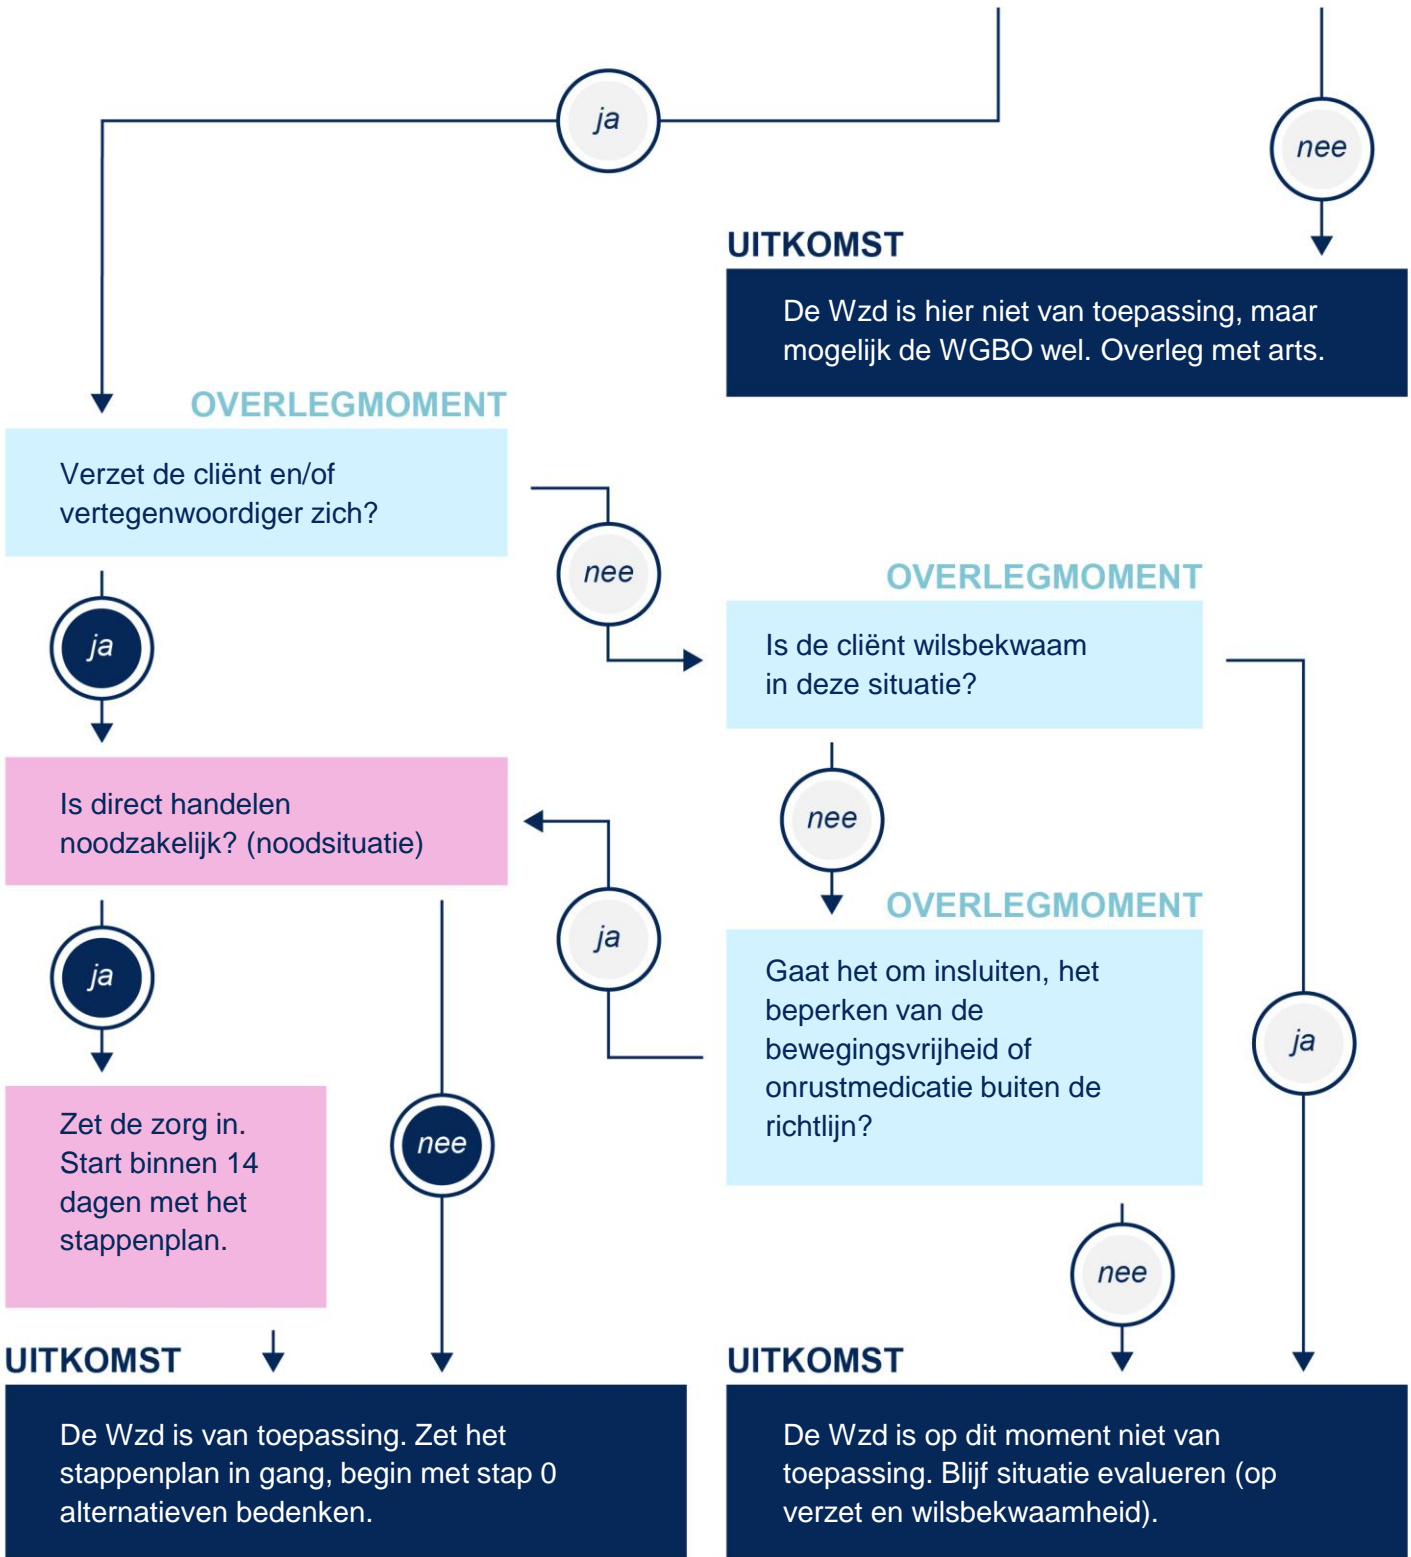 ja
nee
UITKOMST
De Wzd is hier niet van toepassing, maar
mogelijk de WGBO wel. Overleg met arts.
OVERLEGMOMENT
Verzet de cliënt en/of
vertegenwoordiger zich?
nee
ja
OVERLEGMOMENT
Is de cliënt wilsbekwaam
in deze situatie?
Is direct handelen
noodzakelijk? (noodsituatie)
nee
ja
ja
OVERLEGMOMENT
Gaat het om insluiten, het
beperken van de
bewegingsvrijheid of
onrustmedicatie buiten de
richtlijn?
ja
Zet de zorg in.
Start binnen 14
dagen met het
stappenplan.
nee
nee
UITKOMST
De Wzd is van toepassing. Zet het
stappenplan in gang, begin met stap 0
alternatieven bedenken.
UITKOMST
De Wzd is op dit moment niet van
toepassing. Blijf situatie evalueren (op
verzet en wilsbekwaamheid).